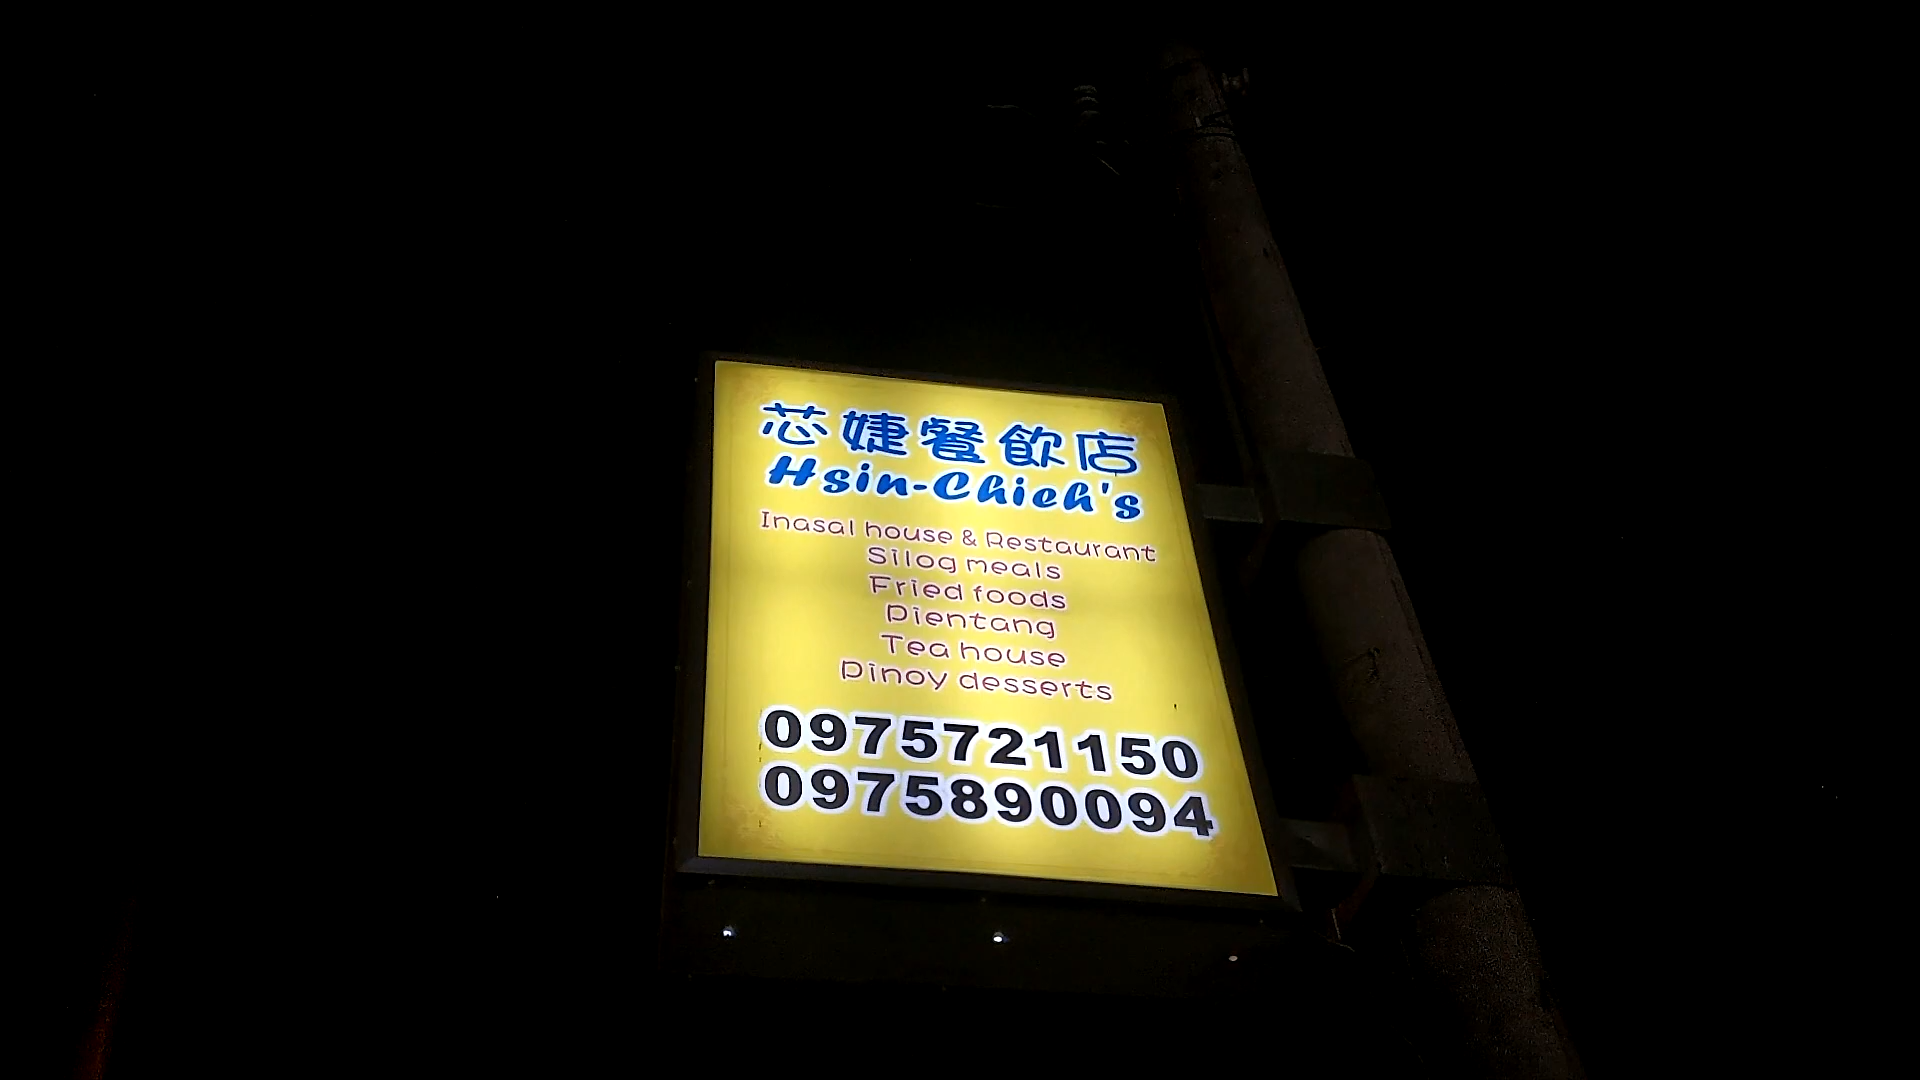 芯婕餐飲店
Hsin-Chieh's
Inasal house & Restaurant
Silog meals
Fried foods
Pientang
Tea house
Pinoy desserts
0975721150
0975890094